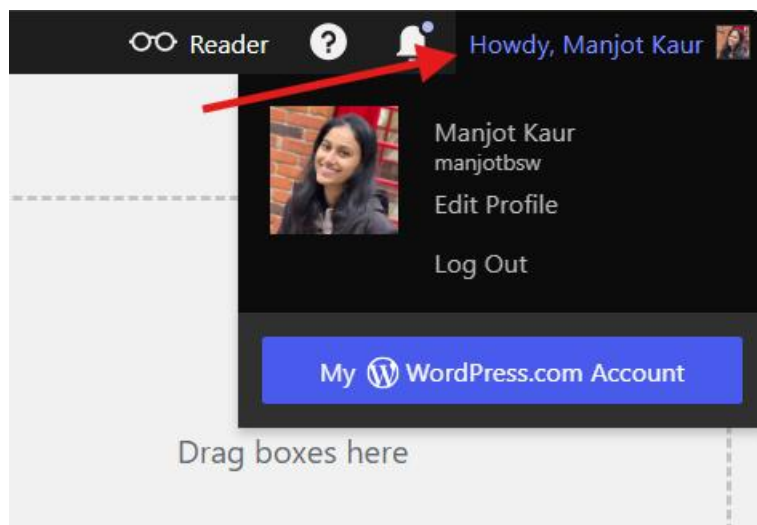 Reader ? Howdy, Manjot Kaur
Manjot Kaur
manjotbsw
Edit Profile
Log Out
My WordPress.com Account
Drag boxes here